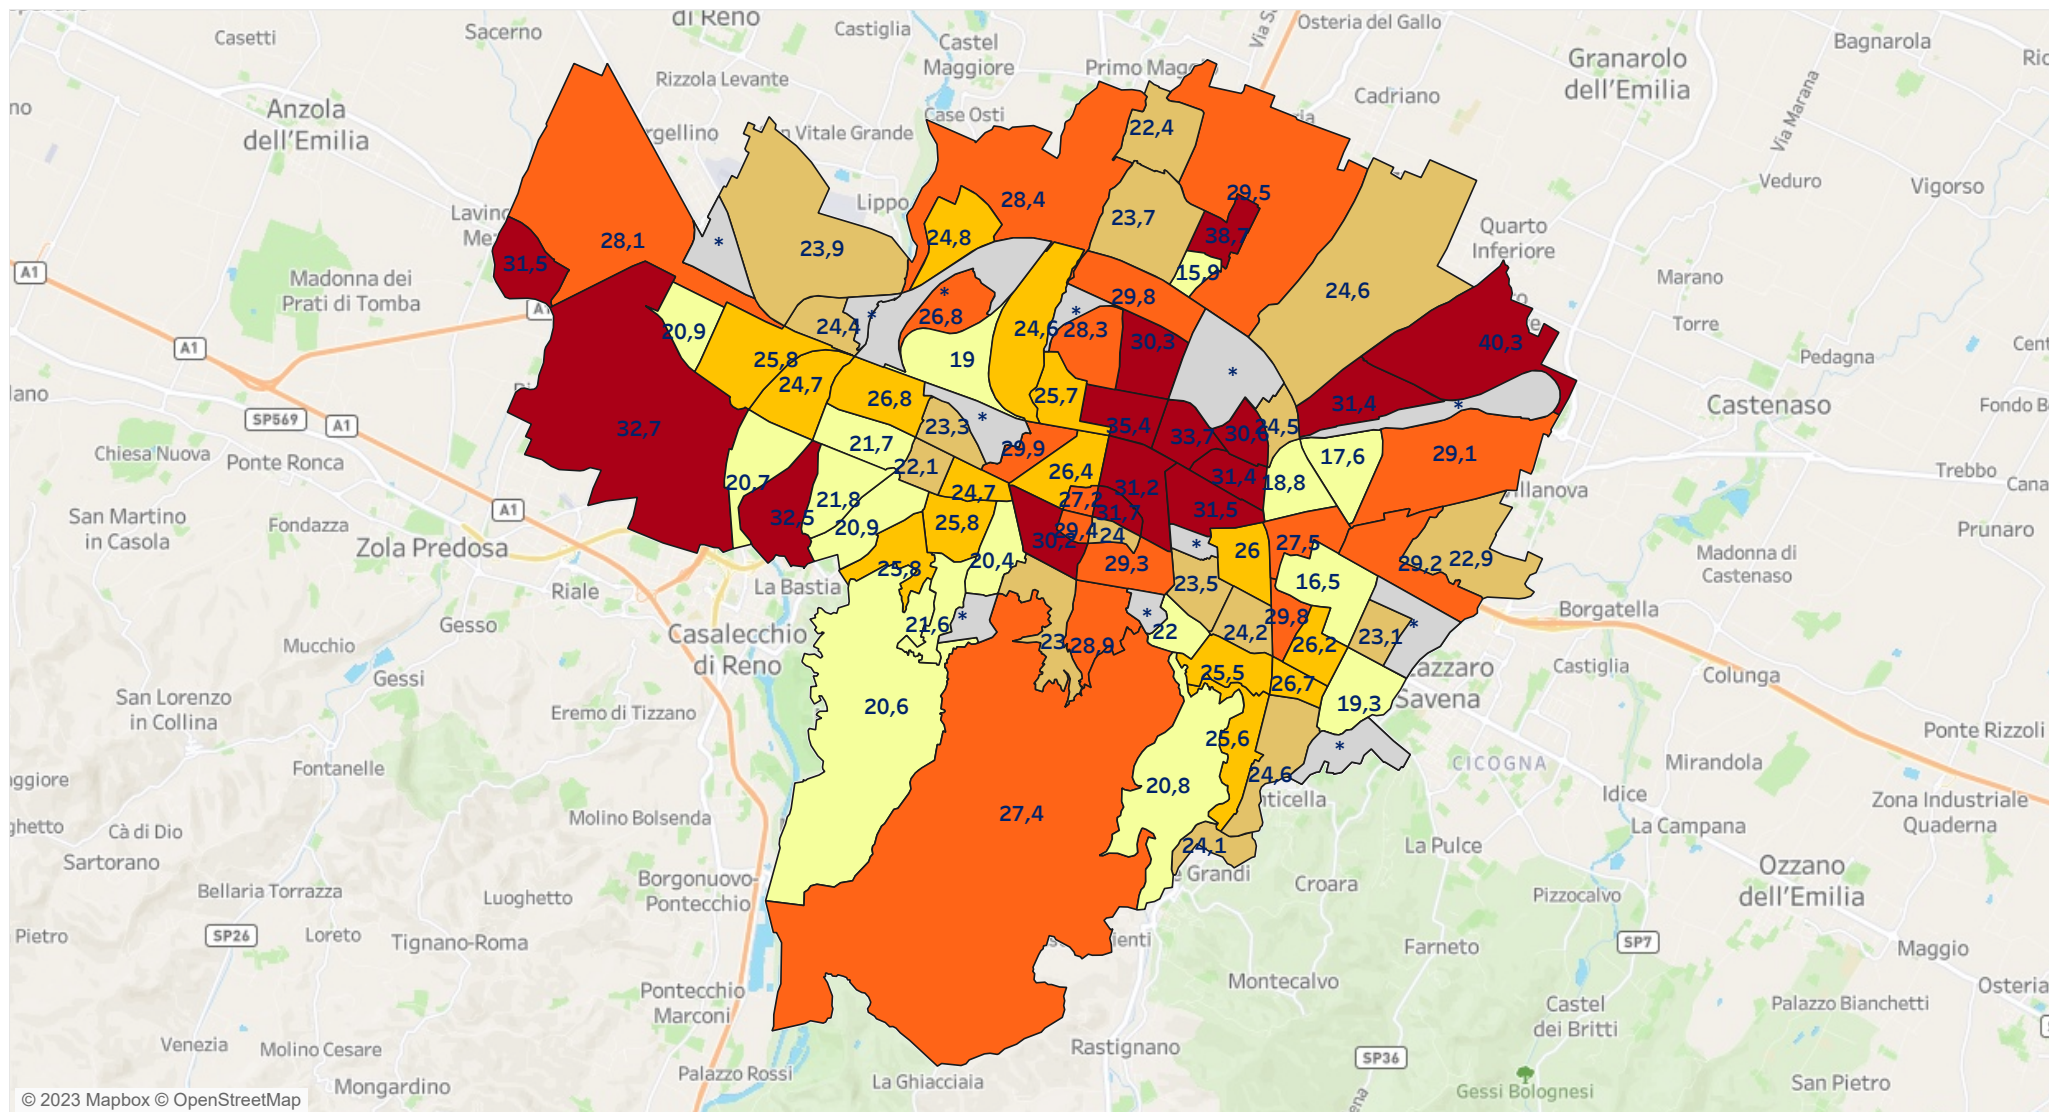 di Reno
Osteria del Gallo
Castiglia
Sacerno
Casetti
Castel
Maggiore
Bagnarola
Granarolo
dell'Emilia
Primo
Rizzola Levante
Cadriano
Via Marana
Anzola
dell'Emilia
Case Osti
Vitale Grande
22,4
Veduro
Vigorso
Lippo
28,4
29,5
23,7
Quarto
Inferiore
28,1
*
23,9
24,8
38,7
31,5
A1
Madonna dei
Prati di Tomba
15,9
Marano
*
26,8
29,8
24,6
20,9
24,4
*
24,6
*
28,3
30,3
Torre
40,3
A1
25,8
19
Pedagna
24,7
*
26,8
25,7
31,4
*
Castenaso
SP569
A1
23,3
*
35,4
33,7
30,6
24,5
32,7
21,7
29,9
17,6
29,1
Chiesa Nuova
Ponte Ronca
22,1
26,4
Trebbo
20,7
21,8
24,7
27,2
31,2
31,4
18,8
A1
31,7
31,5
San Martino
in Casola
Fondazza
32,5
20,9
25,8
29,4
24
30,2
*
26
27,5
Prunaro
Zola Predosa
25,8
20,4
29,3
23,5
16,5
29,2
22,9
Madonna di
Castenaso
La Bastia
Riale
Borgatella
Gesso
21,6
*
*
22
24,2
29,8
26,2
23,1
*
Casalecchio
di Reno
Mucchio
23
28,9
Castiglia
Colunga
Gessi
25,5
26,7
Savena
San Lorenzo
in Collina
Eremo di Tizzano
20,6
19,3
Ponte Rizzoli
25,6
*
CICOGNA
Mirandola
Fontanelle
24,6
20,8
Idice
Molino Bolsenda
27,4
Zona Industriale
Quaderna
Cà di Dio
La Campana
Sartorano
24,1
La Pulce
Ozzano
dell'Emilia
Borgonuovo-
Pontecchio
Grandi
Croara
Bellaria Torrazza
Luoghetto
Pizzocalvo
Pietro
SP26
Loreto
Tignano-Roma
Farneto
SP7
Maggio
Pontecchio
Marconi
Montecalvo
Osteria
Castel
dei Britti
Palazzo Bianchetti
Venezia
Molino Cesare
Rastignano
SP36
Palazzo Rossi
La Ghiacciaia
Mongardino
Gessi Bolognesi
San Pietro
© 2023 Mapbox © OpenStreetMap